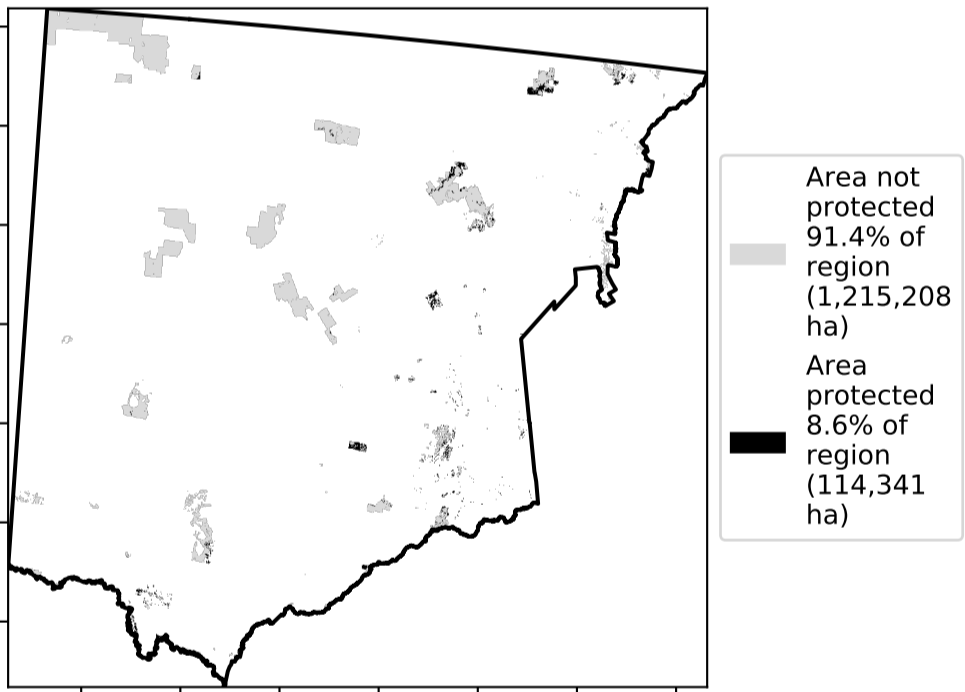 Area not
protected
91.4% of
region
(1,215,208
ha)
Area
protected
8.6% of
region
(114,341
ha)